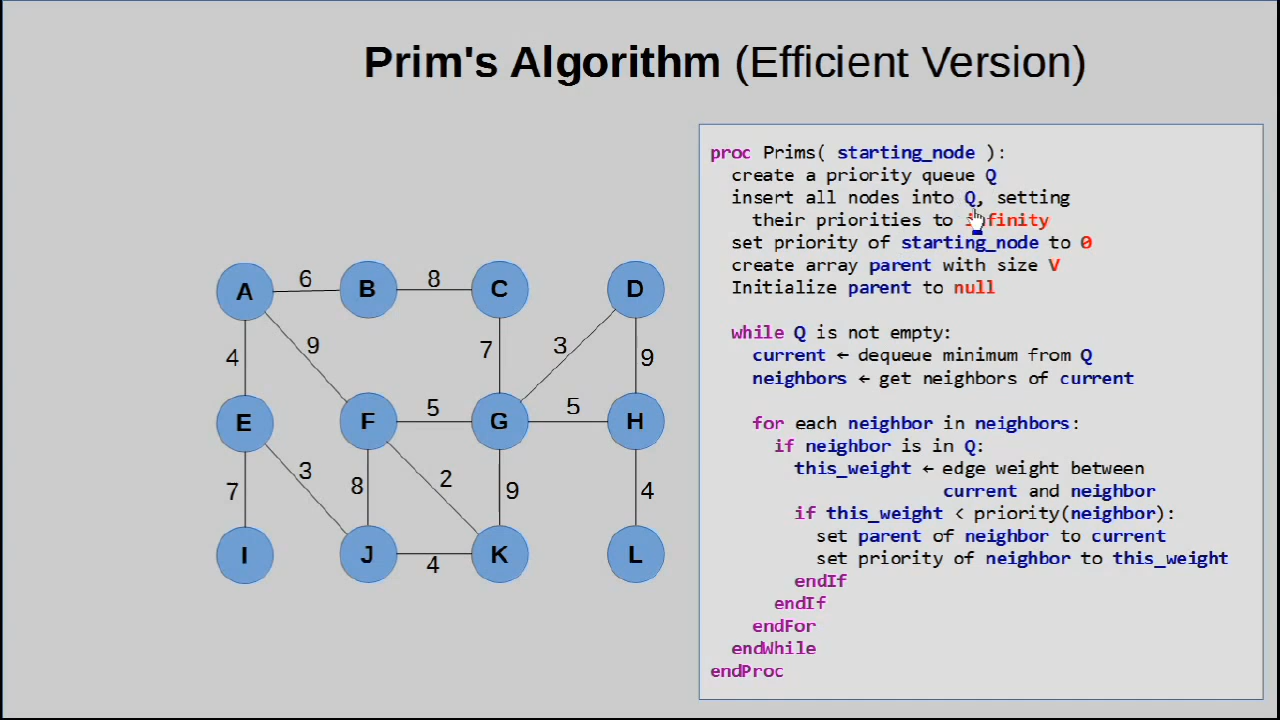 Prim's Algorithm (Efficient Version)
A 6 B 8 C D
4 9 7 3 9
E F 5 G 5 H
7 3 8 2 9 4
I J 4 K L
proc Prims( starting_node ):
create a priority queue Q
insert all nodes into Q, setting
their priorities to infinity
set priority of starting_node to 0
create array parent with size V
Initialize parent to null
while Q is not empty:
current ← dequeue minimum from Q
neighbors ← get neighbors of current
for each neighbor in neighbors:
if neighbor is in Q:
this_weight ← edge weight between
current and neighbor
if this_weight < priority(neighbor):
set parent of neighbor to current
set priority of neighbor to this_weight
endIf
endIf
endFor
endWhile
endProc